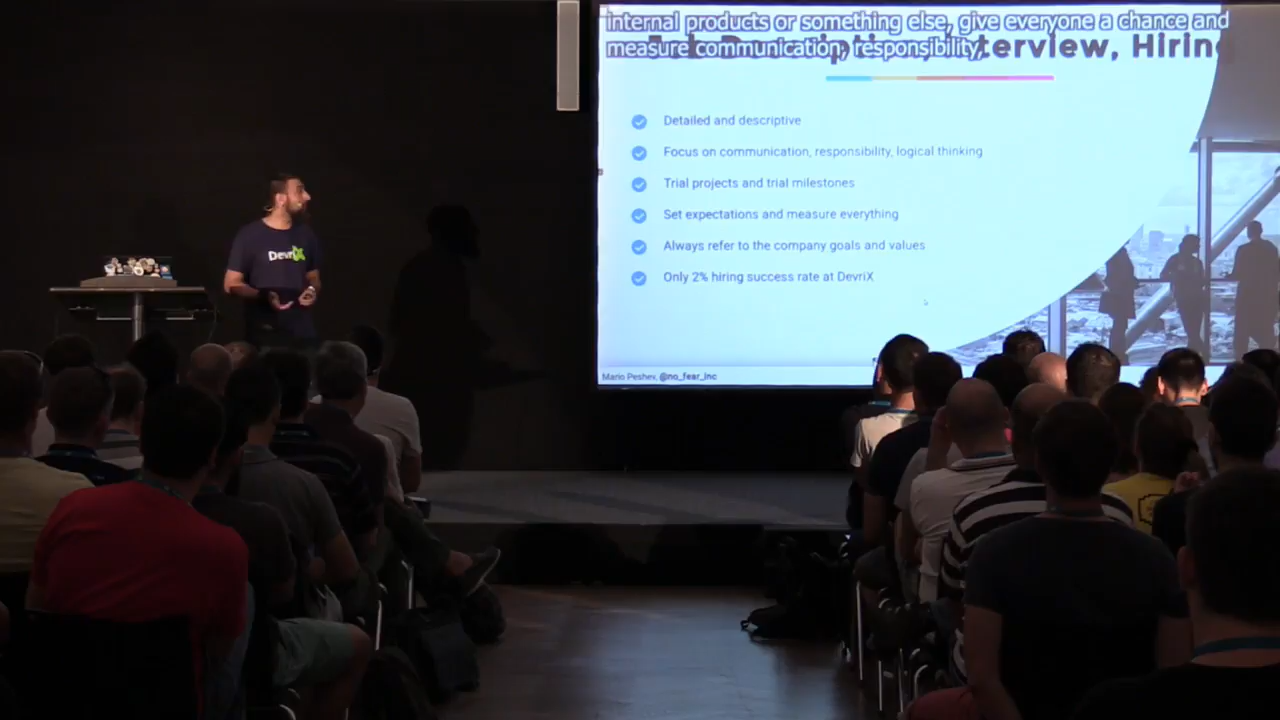 internal products or something else, give everyone a chance and
measure communication, responsibility,
Interview, Hiring
Detailed and descriptive
Focus on communication, responsibility, logical thinking
Trial projects and trial milestones
Set expectations and measure everything
Always refer to the company goals and values
Only 2% hiring success rate at DevriX
Mario Peshev, @no_fear_inc
DevriX